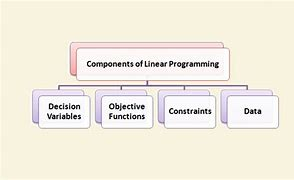 Components of Linear Programming
Decision
Variables
Objective
Functions
Constraints
Data